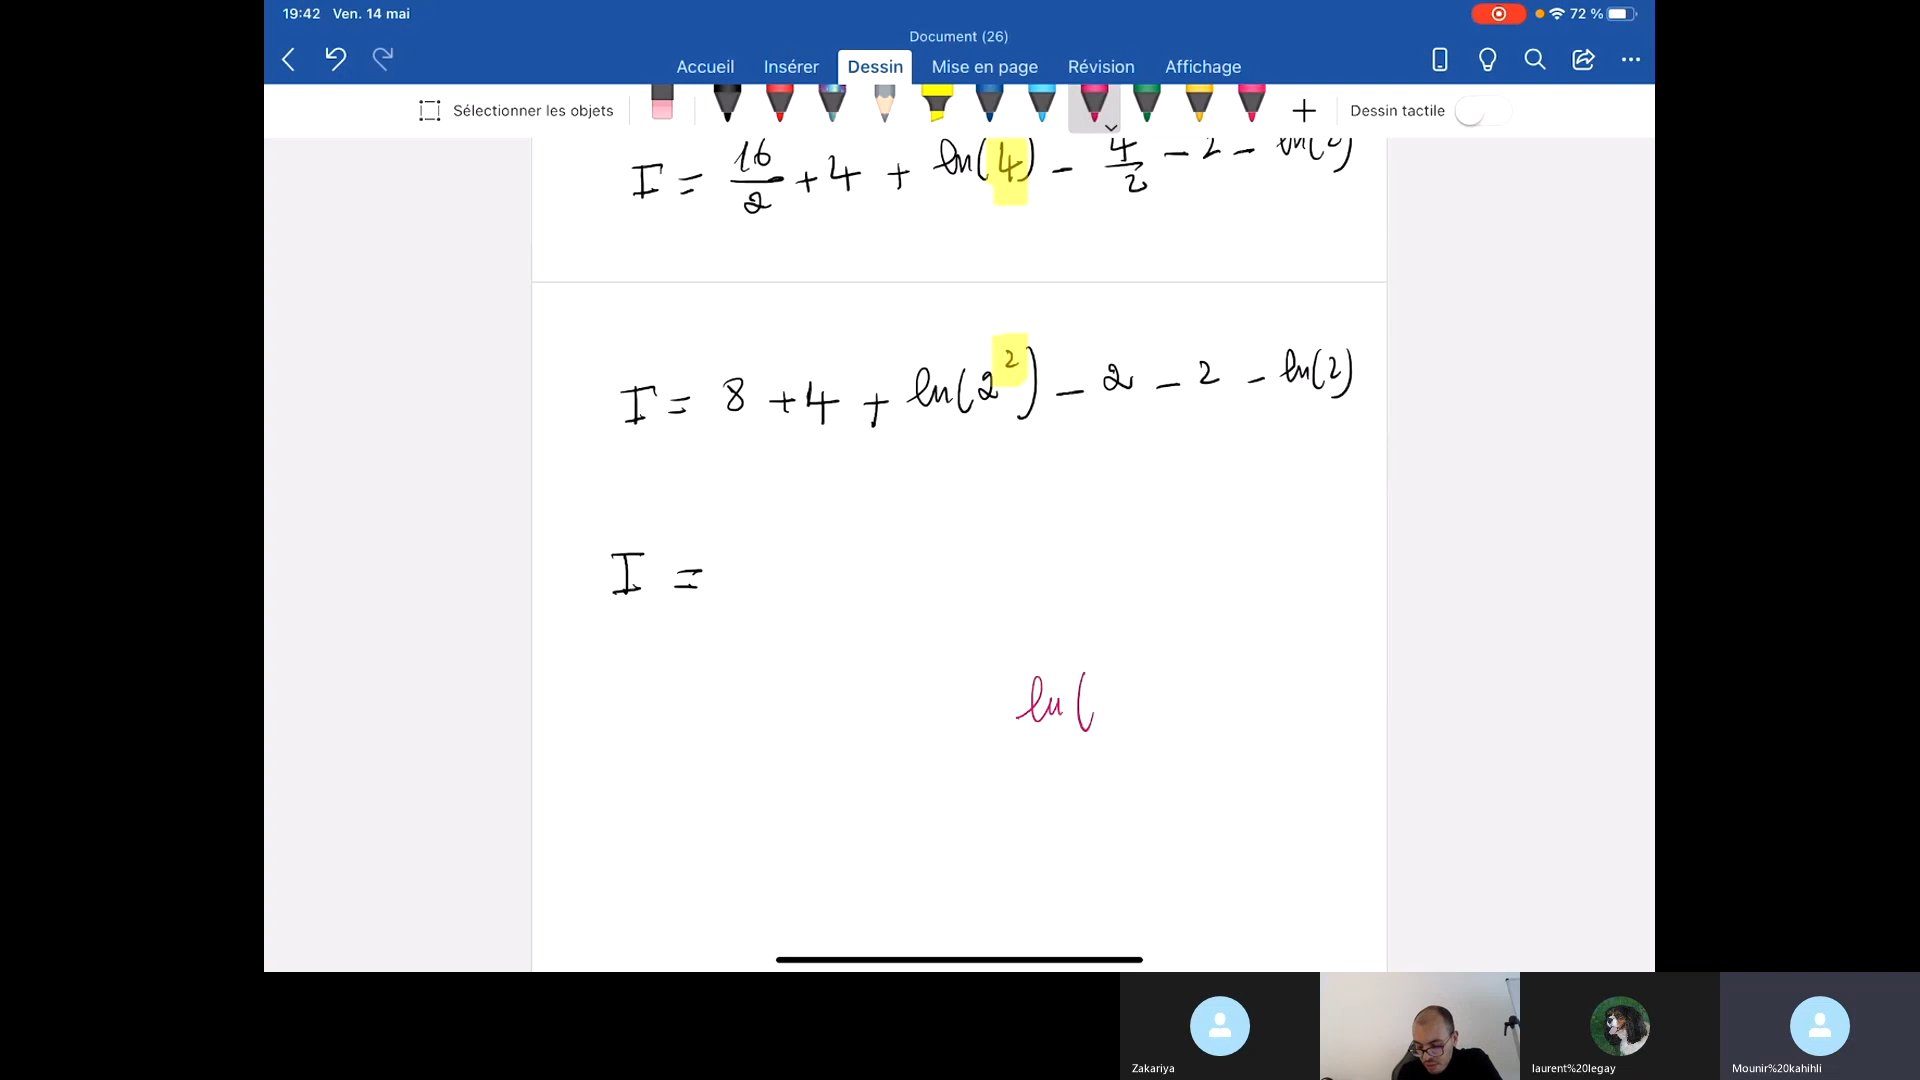 19:42 Ven. 14 mai
72 %
Document (26)
Accueil Insérer Dessin Mise en page Révision Affichage
Sélectionner les objets
Dessin tactile
I = 16/2 + 4 + ln(4) - 4/2 - 2 - ln(2)
I = 8 + 4 + ln(2²) - 2 - 2 - ln(2)
I =
ln(
Zakariya
laurent%20legay
Mounir%20kahihli